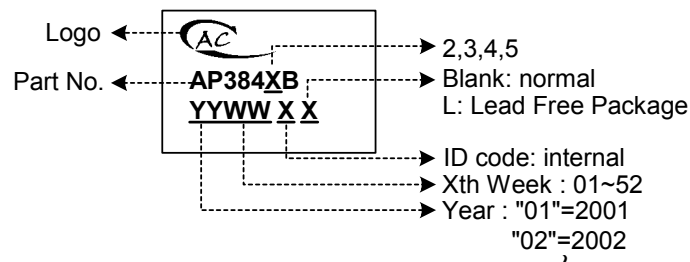 Logo
AC
2,3,4,5
Part No.
AP384XB
Blank: normal
L: Lead Free Package
YYWW X X
ID code: internal
Xth Week : 01~52
Year : "01"=2001
"02"=2002